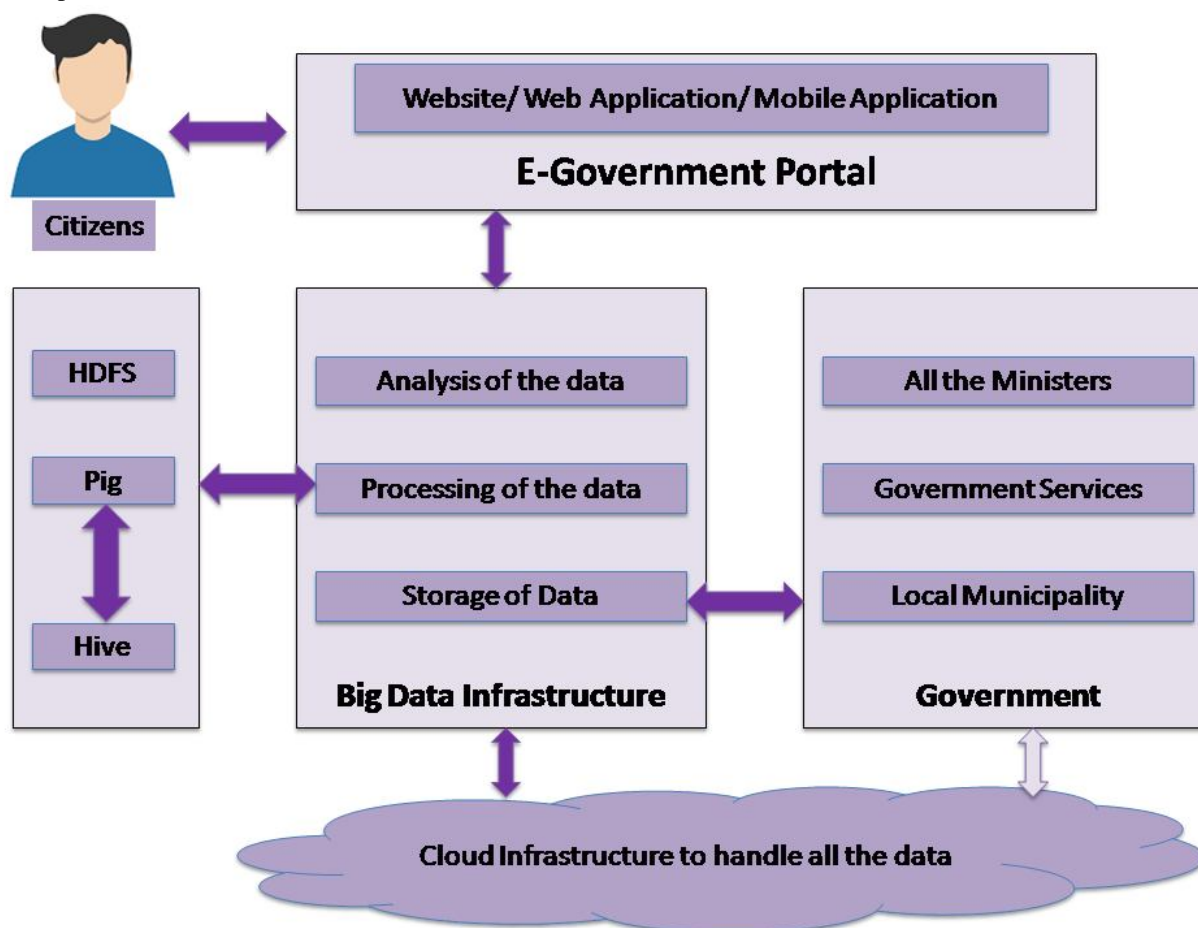 Website/ Web Application/ Mobile Application
E-Government Portal
Citizens
HDFS
Pig
Hive
Analysis of the data
Processing of the data
Storage of Data
Big Data Infrastructure
All the Ministers
Government Services
Local Municipality
Government
Cloud Infrastructure to handle all the data